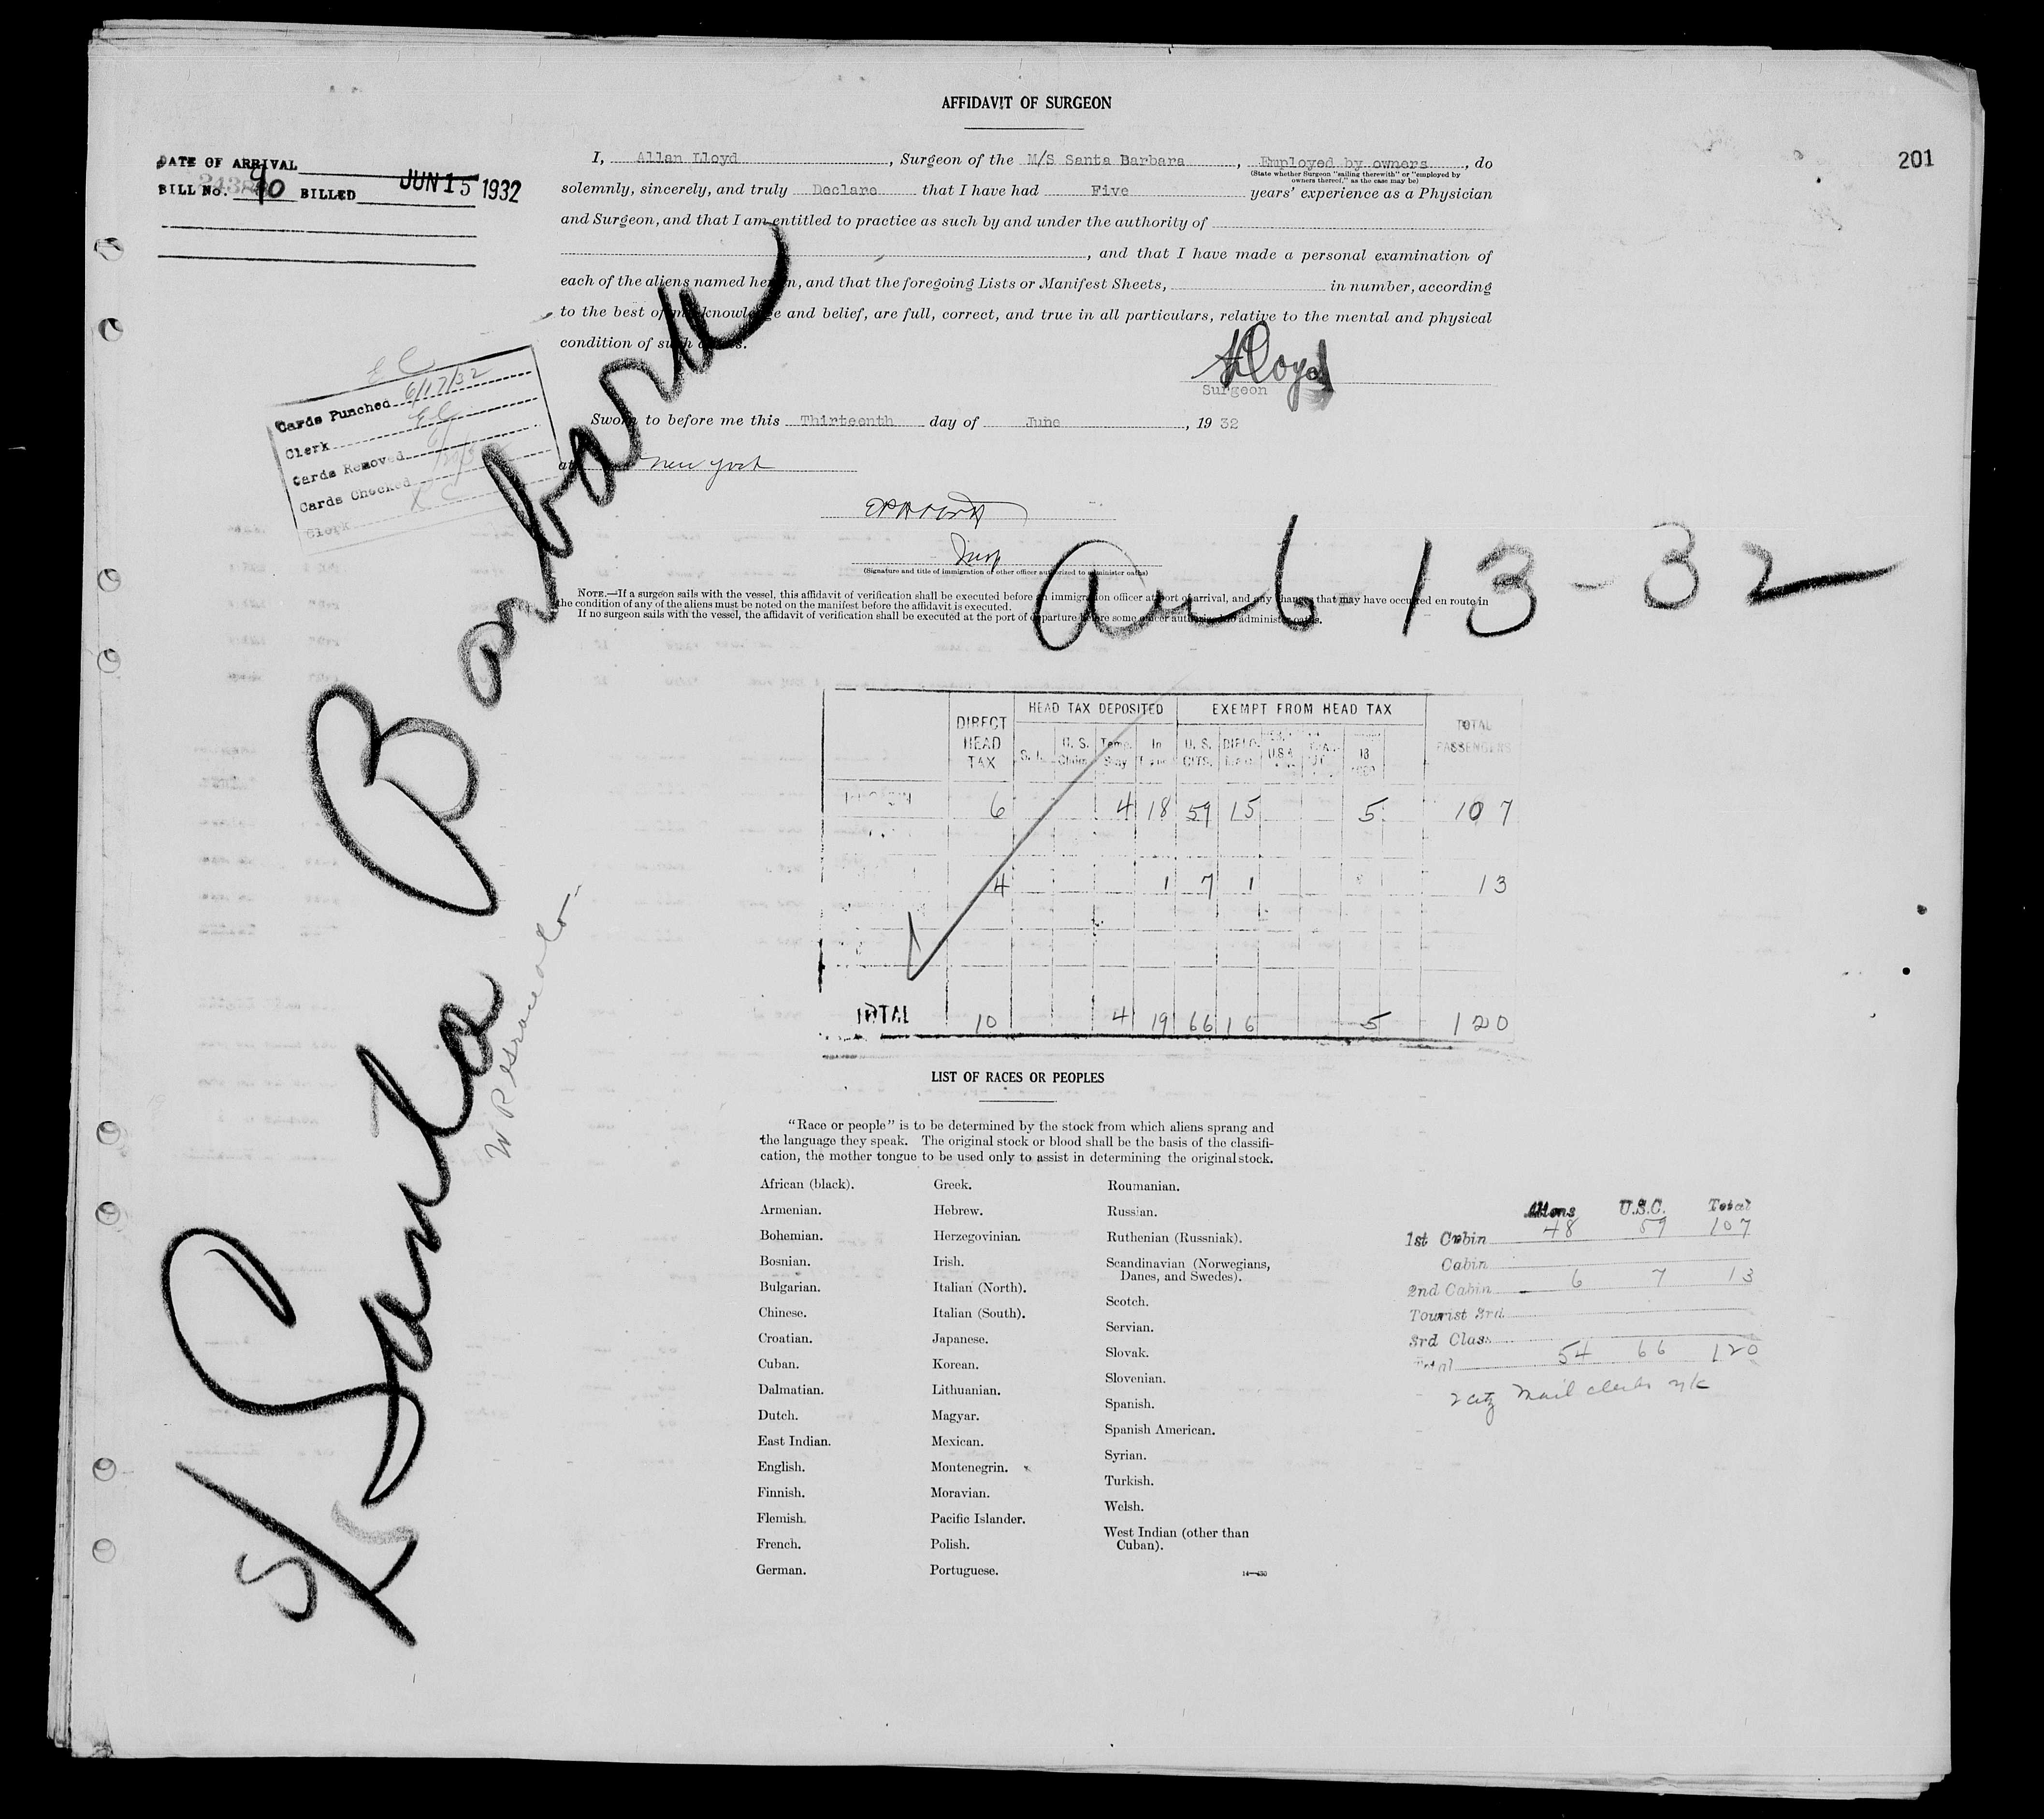 AFFIDAVIT OF SURGEON
201
DATE OF ARRIVAL
BILL No. 90 BILLED JUN 15 1932
I, Allan Lloyd, Surgeon of the M/S Santa Barbara, Employed by owners, do
(State whether Surgeon "sailing therewith" or "employed by
owners thereof," as the case may be)
solemnly, sincerely, and truly Declare that I have had Five years' experience as a Physician
and Surgeon, and that I am entitled to practice as such by and under the authority of
, and that I have made a personal examination of
each of the aliens named herein, and that the foregoing Lists or Manifest Sheets, in number, according
to the best of my knowledge and belief, are full, correct, and true in all particulars, relative to the mental and physical
condition of such aliens.
Lloyd
Surgeon
Sworn to before me this Thirteenth day of June, 19 32
at New York
Insp
(Signature and title of immigration or other officer authorized to administer oaths)
NOTE.—If a surgeon sails with the vessel, this affidavit of verification shall be executed before an immigration officer at port of arrival, and any changes that may have occurred en route in
the condition of any of the aliens must be noted on the manifest before the affidavit is executed.
If no surgeon sails with the vessel, the affidavit of verification shall be executed at the port of departure before some officer authorized to administer oaths.
E C
Cards Punched 6/17/32
Clerk E C
Cards Removed
Cards Checked
Clerk
S/S Santa Barbara
Arr 6-13-32
DIRECT HEAD TAX
HEAD TAX DEPOSITED
EXEMPT FROM HEAD TAX
TOTAL PASSENGERS
S. I. U. S. Claim Temp. Stay In U. S. CITS.
6 4 18 59 15 5 107
4 1 7 1 13
TOTAL 10 4 19 66 16 5 120
LIST OF RACES OR PEOPLES
"Race or people" is to be determined by the stock from which aliens sprang and
the language they speak. The original stock or blood shall be the basis of the classifi-
cation, the mother tongue to be used only to assist in determining the original stock.
African (black).
Armenian.
Bohemian.
Bosnian.
Bulgarian.
Chinese.
Croatian.
Cuban.
Dalmatian.
Dutch.
East Indian.
English.
Finnish.
Flemish.
French.
German.
Greek.
Hebrew.
Herzegovinian.
Irish.
Italian (North).
Italian (South).
Japanese.
Korean.
Lithuanian.
Magyar.
Mexican.
Montenegrin.
Moravian.
Pacific Islander.
Polish.
Portuguese.
Roumanian.
Russian.
Ruthenian (Russniak).
Scandinavian (Norwegians,
Danes, and Swedes).
Scotch.
Servian.
Slovak.
Slovenian.
Spanish.
Spanish American.
Syrian.
Turkish.
Welsh.
West Indian (other than
Cuban).
14—430
Aliens U.S.C. Total
1st Cabin 48 59 107
Cabin
2nd Cabin 6 7 13
Tourist 3rd
3rd Class
Total 54 66 120
Mail clerks